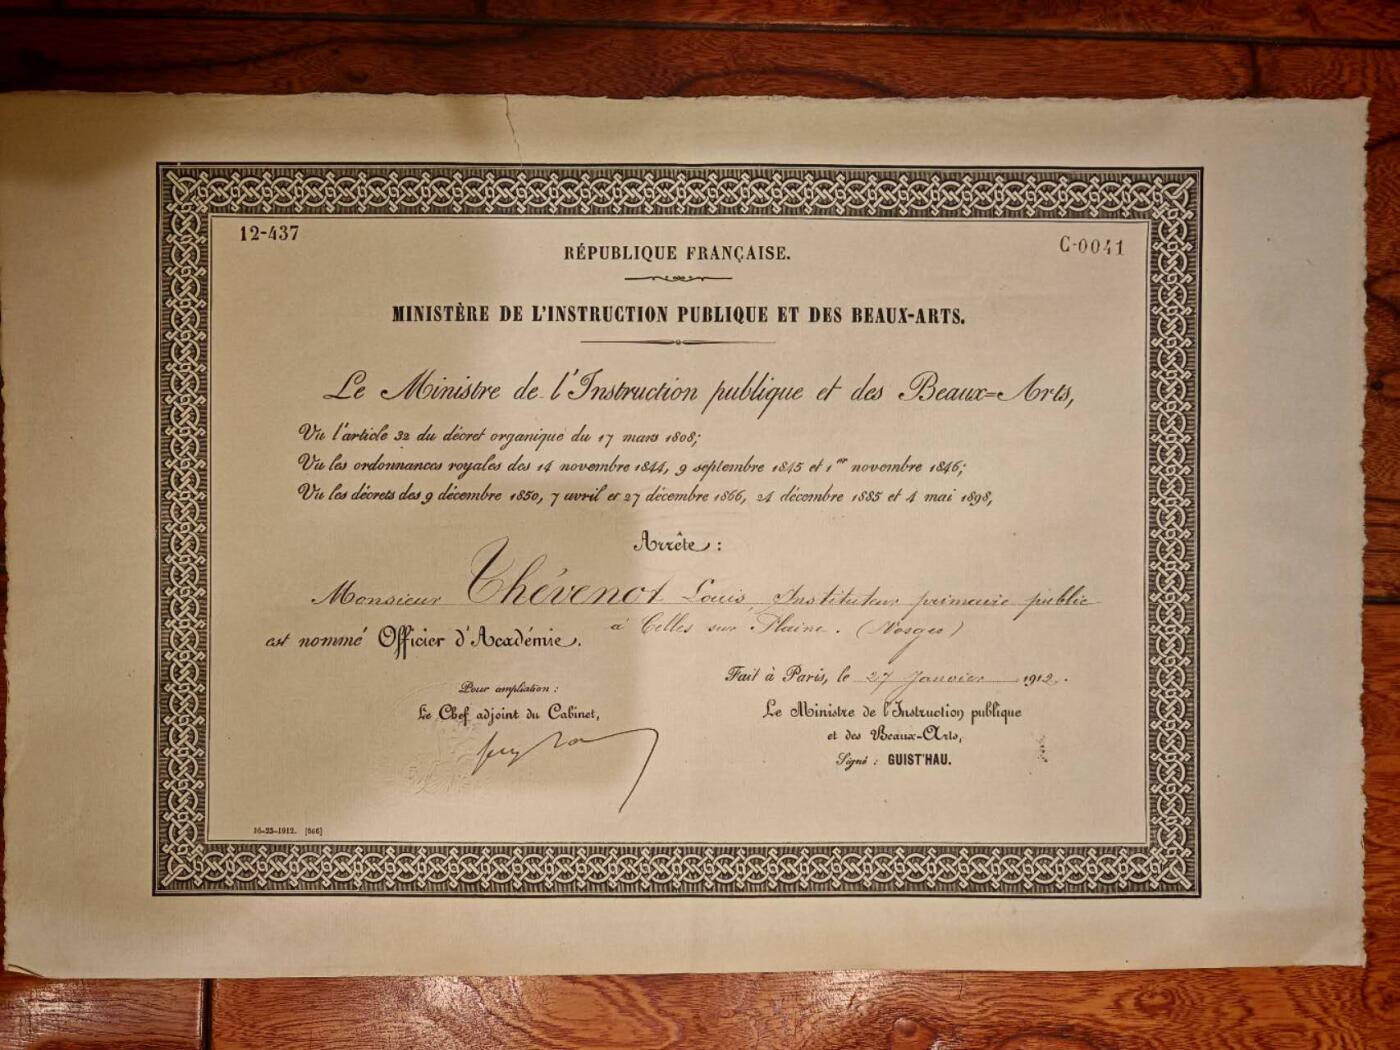 12-437
C-0041
RÉPUBLIQUE FRANÇAISE.
MINISTÈRE DE L'INSTRUCTION PUBLIQUE ET DES BEAUX-ARTS.
Le Ministre de l'Instruction publique et des Beaux=Arts,
Vu l'article 32 du décret organique du 17 mars 1808;
Vu les ordonnances royales des 14 novembre 1844, 9 septembre 1845 et 1er novembre 1846;
Vu les décrets des 9 décembre 1850, 7 avril et 27 décembre 1866, 24 décembre 1885 et 4 mai 1898,
Arrête :
Monsieur Thévenot Louis, Instituteur primaire public
à Celles sur Plaine. (Vosges)
est nommé Officier d'Académie.
Fait à Paris, le 27 Janvier 1912.
Pour ampliation :
Le Chef adjoint du Cabinet,
Le Ministre de l'Instruction publique
et des Beaux-Arts,
Signé : GUIST'HAU.
16-25-1912. [666]